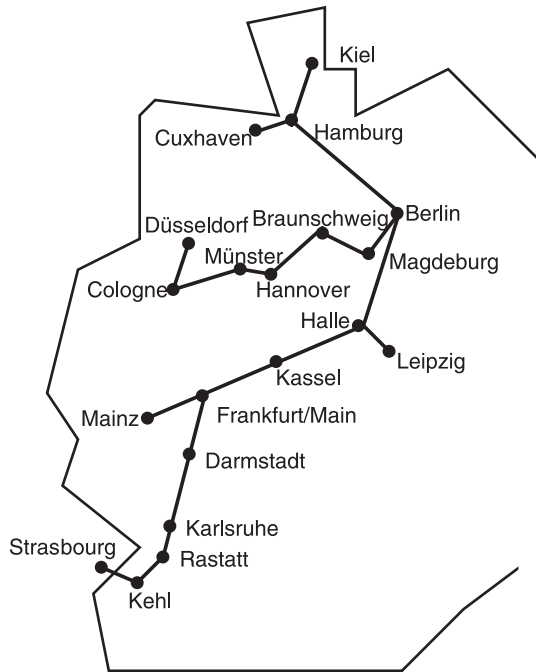 Kiel
Hamburg
Cuxhaven
Berlin
Braunschweig
Düsseldorf
Münster
Magdeburg
Cologne
Hannover
Halle
Leipzig
Kassel
Mainz
Frankfurt/Main
Darmstadt
Karlsruhe
Strasbourg
Rastatt
Kehl